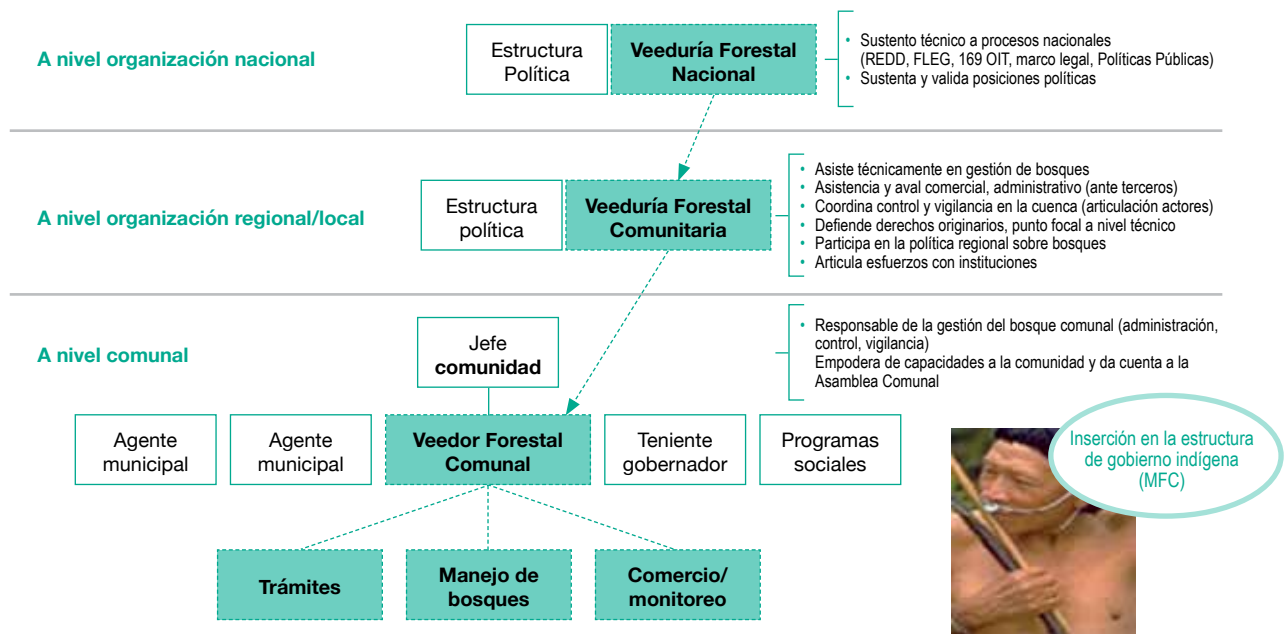 A nivel organización nacional
Estructura
Política
Veeduría Forestal
Nacional
• Sustento técnico a procesos nacionales
(REDD, FLEG, 169 OIT, marco legal, Políticas Públicas)
• Sustenta y valida posiciones políticas
A nivel organización regional/local
Estructura
política
Veeduría Forestal
Comunitaria
• Asiste técnicamente en gestión de bosques
• Asistencia y aval comercial, administrativo (ante terceros)
• Coordina control y vigilancia en la cuenca (articulación actores)
• Defiende derechos originarios, punto focal a nivel técnico
• Participa en la política regional sobre bosques
• Articula esfuerzos con instituciones
A nivel comunal
Jefe
comunidad
• Responsable de la gestión del bosque comunal (administración,
control, vigilancia)
Empodera de capacidades a la comunidad y da cuenta a la
Asamblea Comunal
Agente
municipal
Agente
municipal
Veedor Forestal
Comunal
Teniente
gobernador
Programas
sociales
Inserción en la estructura
de gobierno indígena
(MFC)
Trámites
Manejo de
bosques
Comercio/
monitoreo